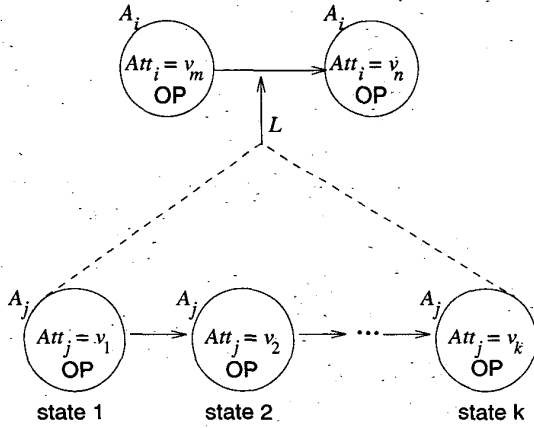 A_i A_i
Att_i = v_m Att_i = v_n
OP OP
L
A_j A_j A_j
Att_j = v_1 Att_j = v_2 ... Att_j = v_k
OP OP OP
state 1 state 2 state k